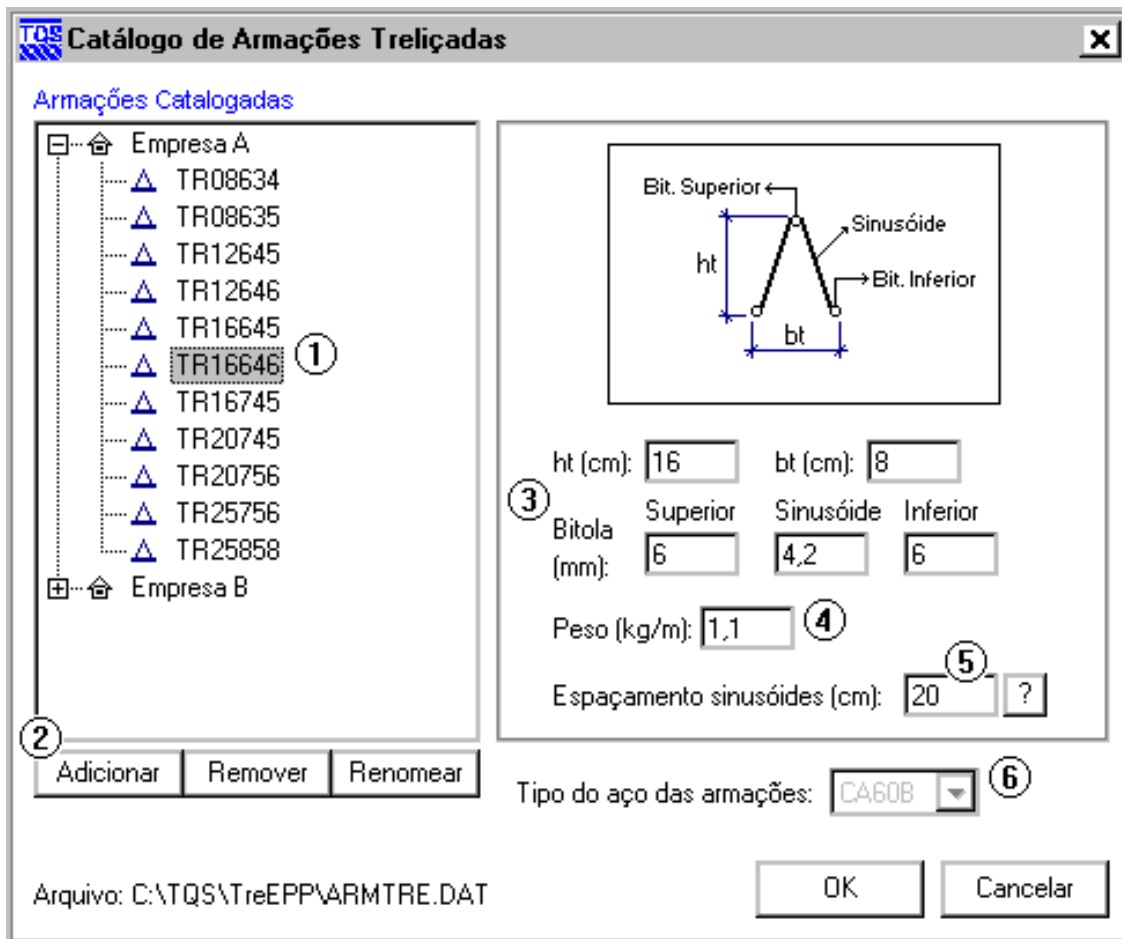 TQS Catálogo de Armações Treliçadas
Armações Catalogadas
Empresa A
TR08634
TR08635
TR12645
TR12646
TR16645
TR16646 1
TR16745
TR20745
TR20756
TR25756
TR25858
Empresa B
2
Adicionar Remover Renomear
Bit. Superior
Sinusóide
ht
Bit. Inferior
bt
ht (cm): 16 bt (cm): 8
3
Superior Sinusóide Inferior
Bitola
(mm): 6 4,2 6
Peso (kg/m): 1,1 4
5
Espaçamento sinusóides (cm): 20 ?
Tipo do aço das armações: CA60B 6
Arquivo: C:\TQS\TreEPP\ARMTRE.DAT
OK Cancelar